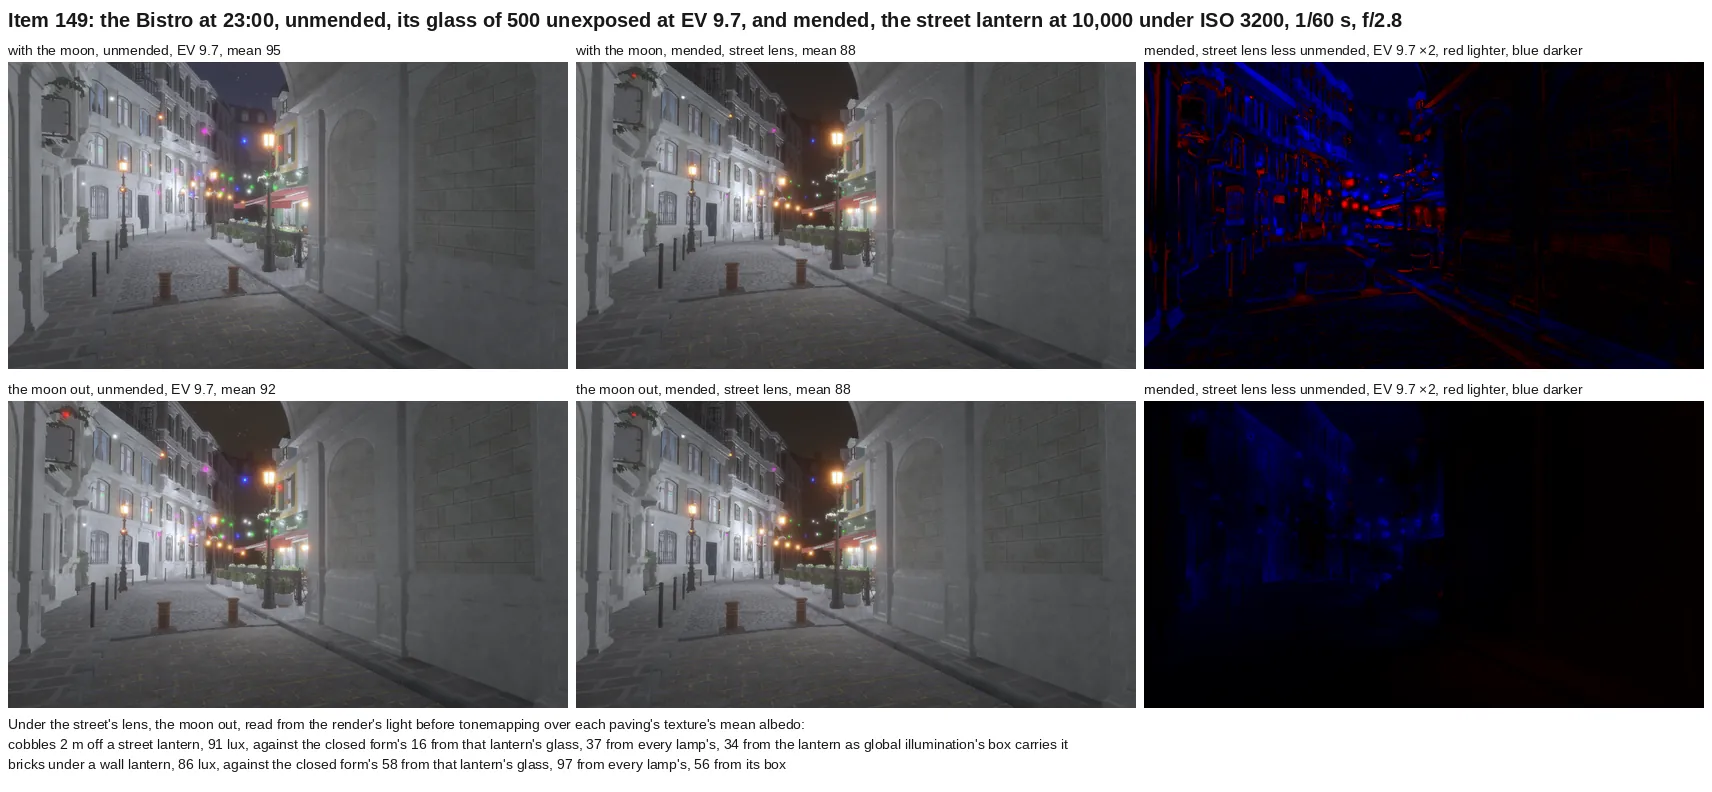 Item 149: the Bistro at 23:00, unmended, its glass of 500 unexposed at EV 9.7, and mended, the street lantern at 10,000 under ISO 3200, 1/60 s, f/2.8
with the moon, unmended, EV 9.7, mean 95
with the moon, mended, street lens, mean 88
mended, street lens less unmended, EV 9.7 ×2, red lighter, blue darker
the moon out, unmended, EV 9.7, mean 92
the moon out, mended, street lens, mean 88
mended, street lens less unmended, EV 9.7 ×2, red lighter, blue darker
Under the street's lens, the moon out, read from the render's light before tonemapping over each paving's texture's mean albedo:
cobbles 2 m off a street lantern, 91 lux, against the closed form's 16 from that lantern's glass, 37 from every lamp's, 34 from the lantern as global illumination's box carries it
bricks under a wall lantern, 86 lux, against the closed form's 58 from that lantern's glass, 97 from every lamp's, 56 from its box